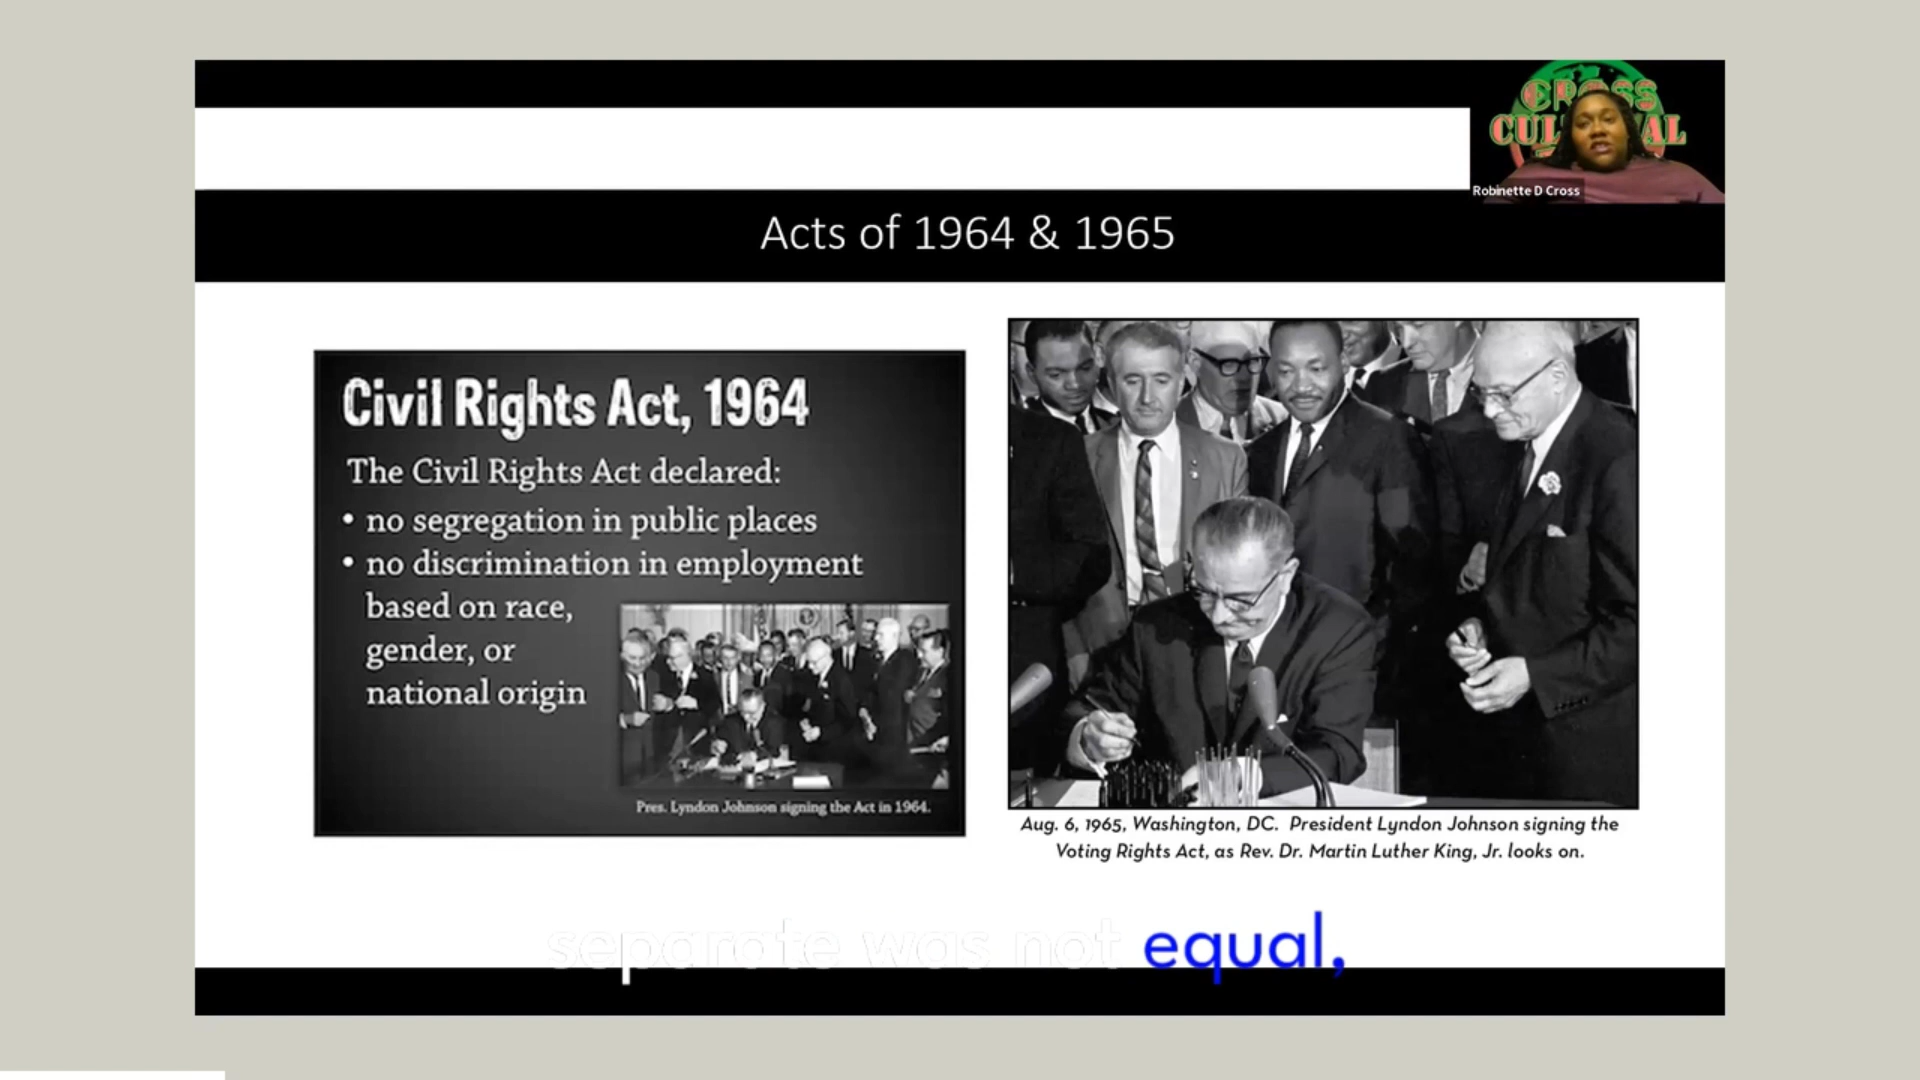 CROSS
Robinette D Cross
Acts of 1964 & 1965
Civil Rights Act, 1964
The Civil Rights Act declared:
• no segregation in public places
• no discrimination in employment
based on race,
gender, or
national origin
Pres. Lyndon Johnson signing the Act in 1964.
Aug. 6, 1965, Washington, DC. President Lyndon Johnson signing the
Voting Rights Act, as Rev. Dr. Martin Luther King, Jr. looks on.
separate was not equal,